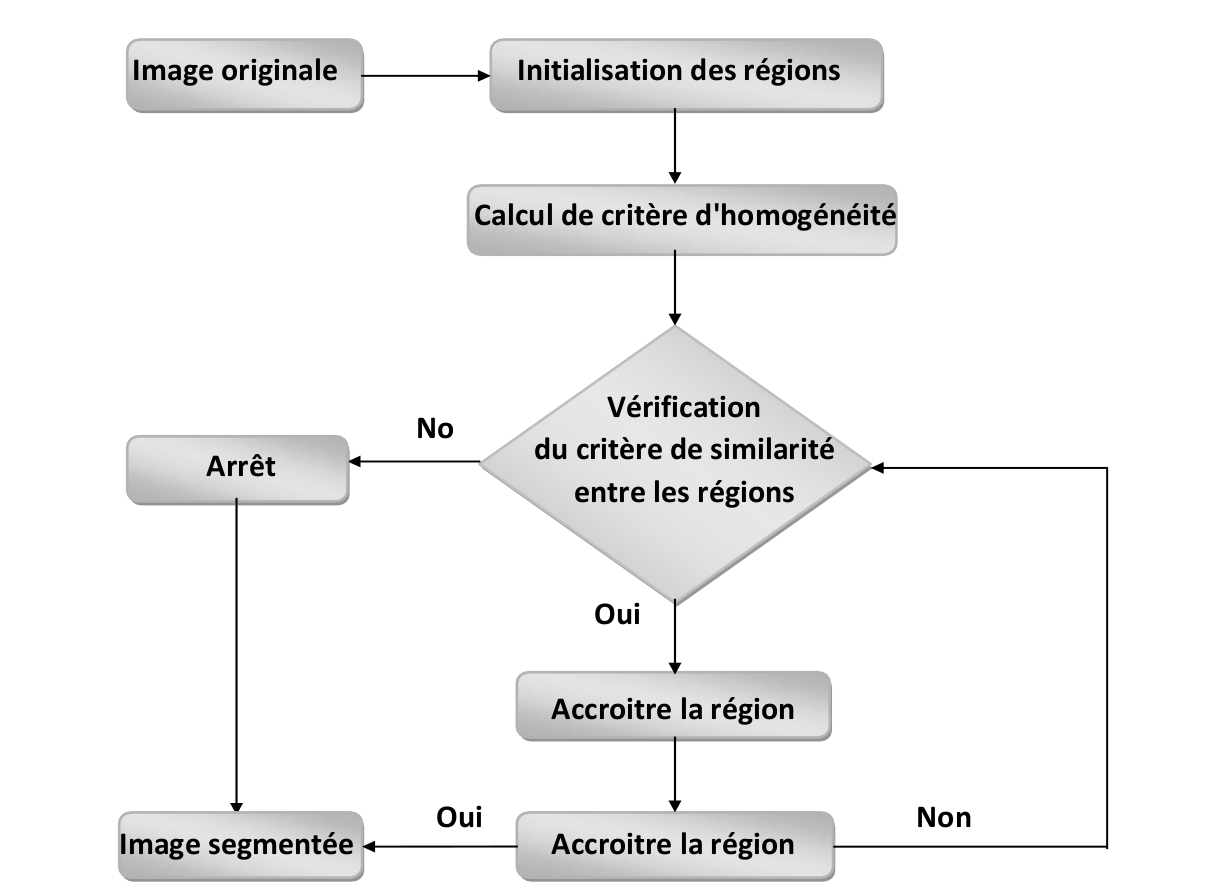 Image originale
Initialisation des régions
Calcul de critère d'homogénéité
Vérification
du critère de similarité
entre les régions
No
Arrêt
Oui
Accroitre la région
Image segmentée
Oui
Accroitre la région
Non